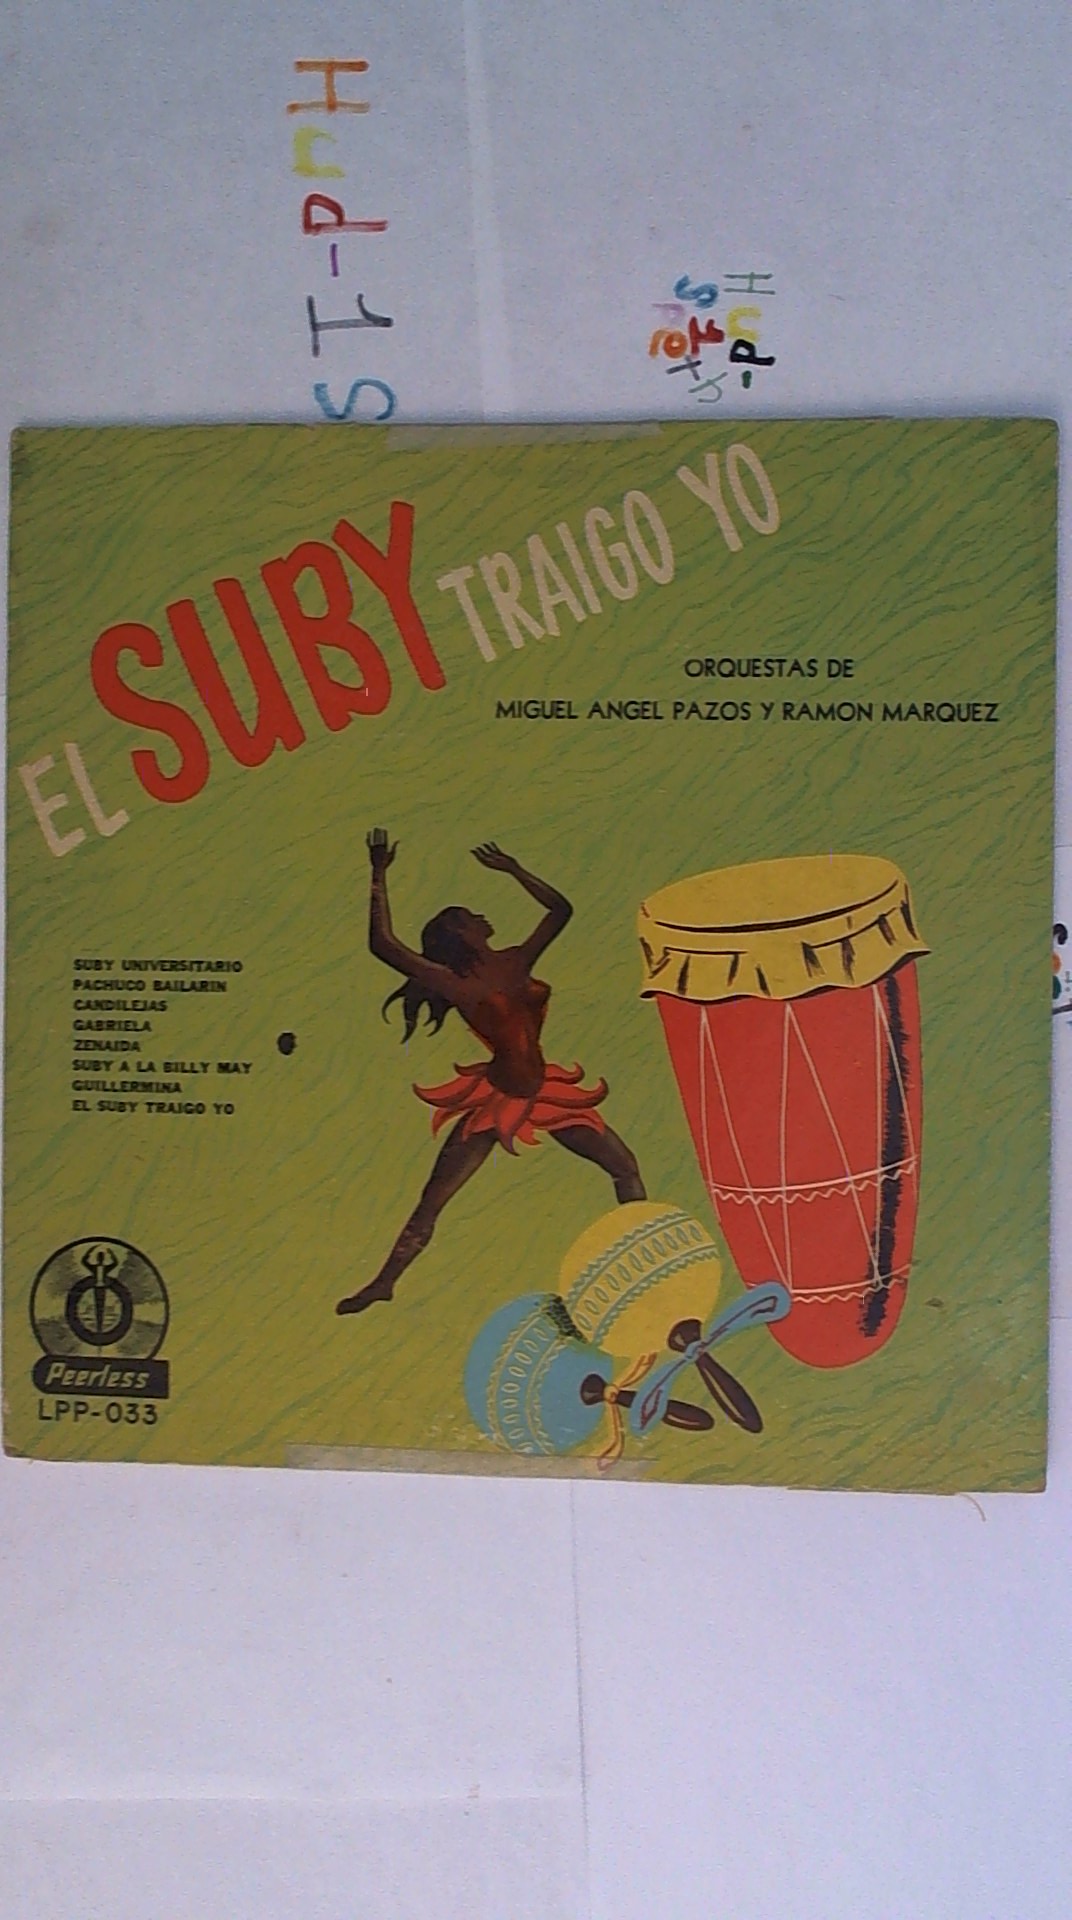 EL SUBY TRAIGO YO
ORQUESTAS DE
MIGUEL ANGEL PAZOS Y RAMON MARQUEZ
SUBY UNIVERSITARIO
PACHUCO BAILARIN
CANDILEJAS
GABRIELA
ZENAIDA
SUBY A LA BILLY MAY
GUILLERMINA
EL SUBY TRAIGO YO
Peerless
LPP-033